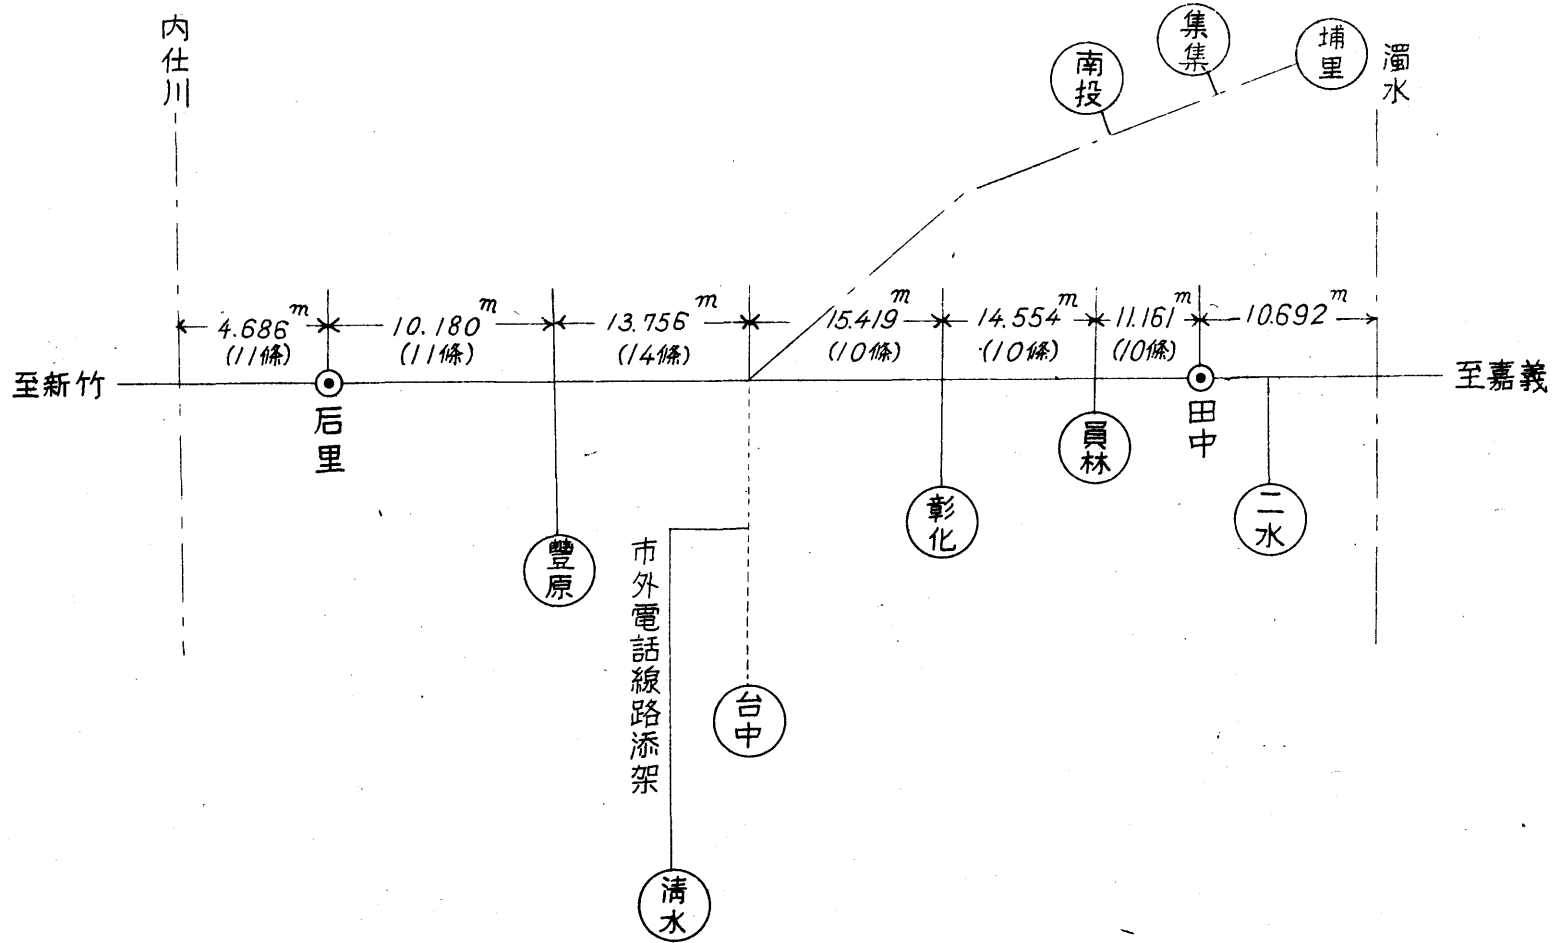 内仕川
南投
集集
埔里
濁水
4.686m
(11條)
10.180m
(11條)
13.756m
(14條)
15.419m
(10條)
14.554m
(10條)
11.161m
(10條)
10.692m
至新竹
至嘉義
后里
田中
豐原
市外電話線路添架
台中
清水
彰化
員林
二水